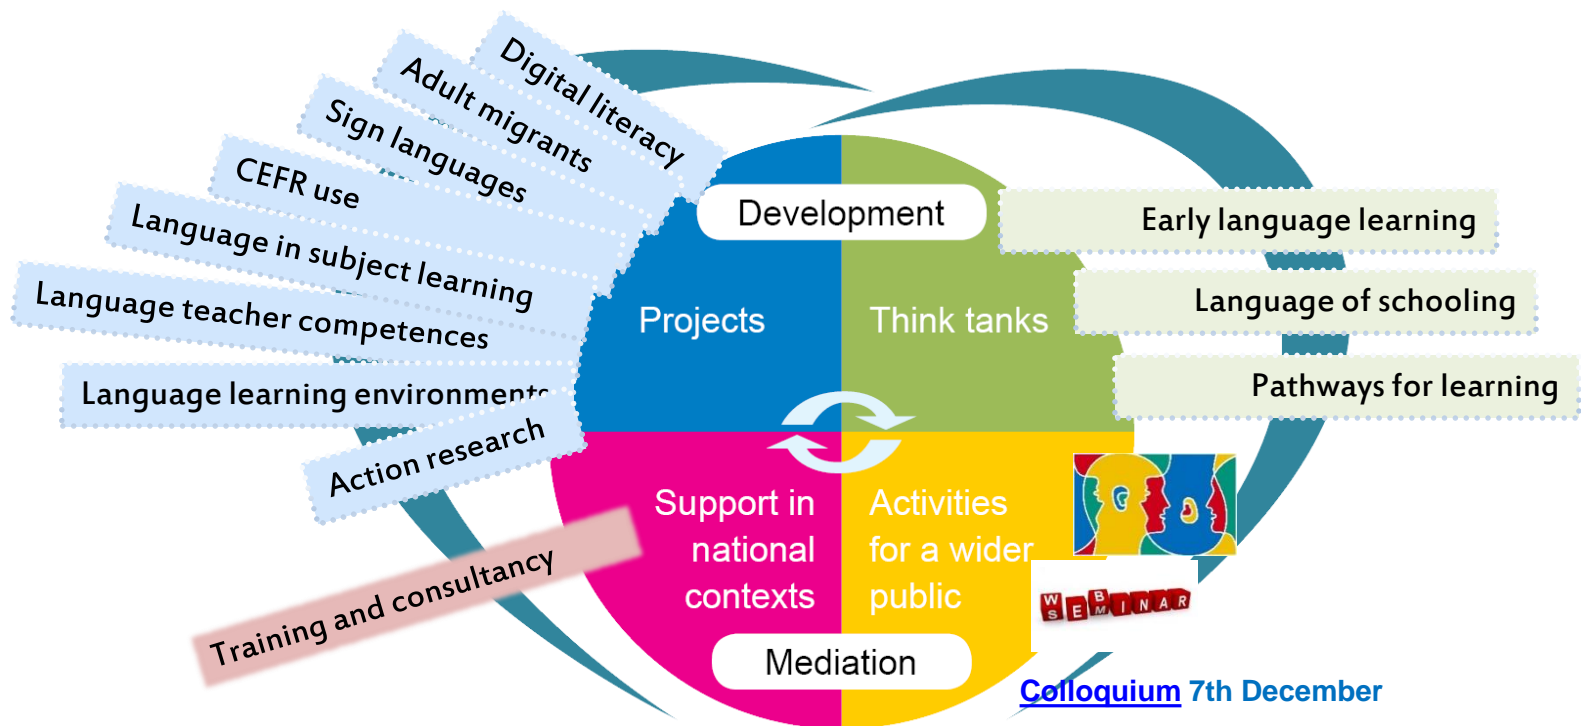 Digital literacy
Adult migrants
Sign languages
CEFR use
Language in subject learning
Language teacher competences
Language learning environments
Action research
Training and consultancy
Development
Projects
Think tanks
Early language learning
Language of schooling
Pathways for learning
Support in
national
contexts
Activities
for a wider
public
Mediation
WEBINAR
SEMINAR
Colloquium 7th December